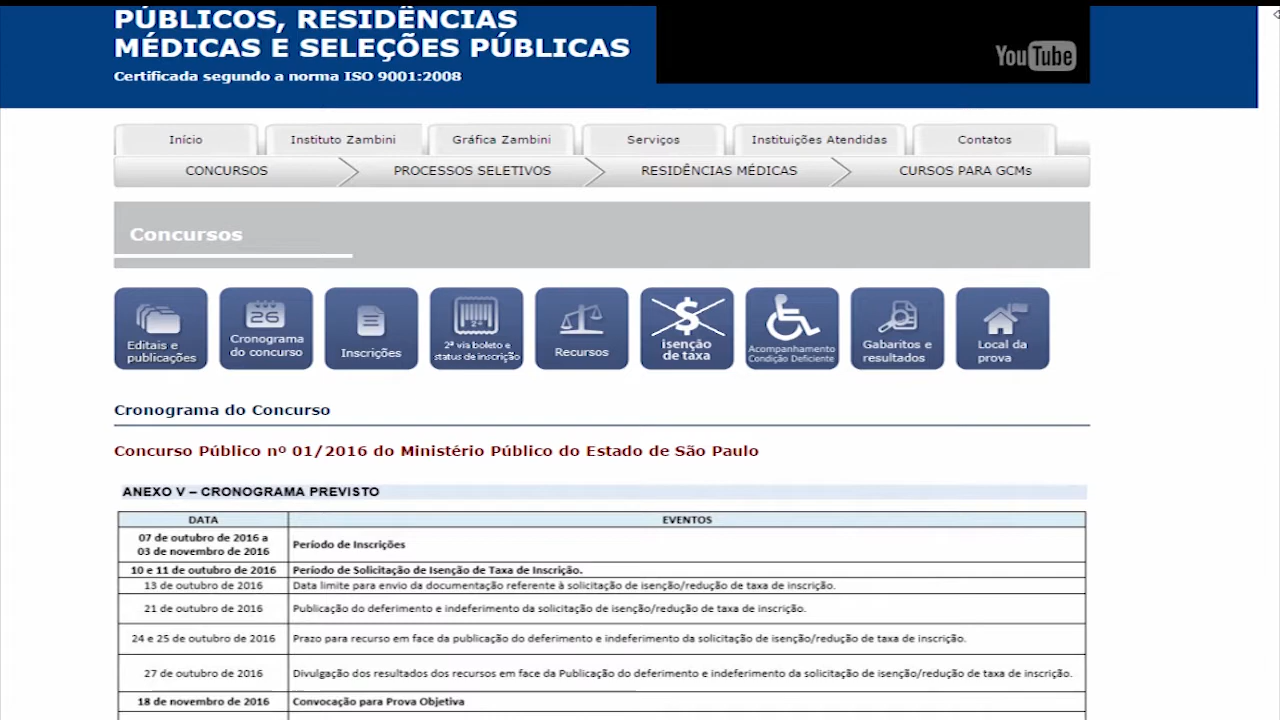 PÚBLICOS, RESIDÊNCIAS
MÉDICAS E SELEÇÕES PÚBLICAS
Certificada segundo a norma ISO 9001:2008
YouTube
Início
Instituto Zambini
Gráfica Zambini
Serviços
Instituições Atendidas
Contatos
CONCURSOS
PROCESSOS SELETIVOS
RESIDÊNCIAS MÉDICAS
CURSOS PARA GCMs
Concursos
Editais e
publicações
26
Cronograma
do concurso
Inscrições
2ª via boleto e
status de inscrição
Recursos
isenção
de taxa
Acompanhamento
Condição Deficiente
Gabaritos e
resultados
Local da
prova
Cronograma do Concurso
Concurso Público nº 01/2016 do Ministério Público do Estado de São Paulo
ANEXO V – CRONOGRAMA PREVISTO
DATA EVENTOS
07 de outubro de 2016 a
03 de novembro de 2016
Período de Inscrições
10 e 11 de outubro de 2016 Período de Solicitação de Isenção de Taxa de Inscrição.
13 de outubro de 2016 Data limite para envio da documentação referente à solicitação de isenção/redução de taxa de inscrição.
21 de outubro de 2016 Publicação do deferimento e indeferimento da solicitação de isenção/redução de taxa de inscrição.
24 e 25 de outubro de 2016 Prazo para recurso em face da publicação do deferimento e indeferimento da solicitação de isenção/redução de taxa de inscrição.
27 de outubro de 2016 Divulgação dos resultados dos recursos em face da Publicação do deferimento e indeferimento da solicitação de isenção/redução de taxa de inscrição.
18 de novembro de 2016 Convocação para Prova Objetiva